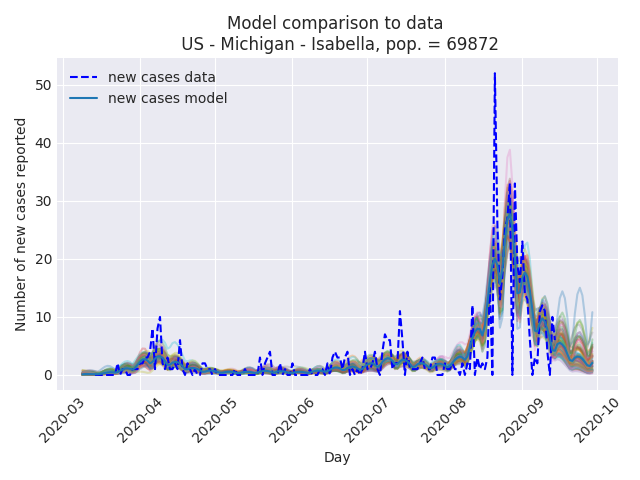 Model comparison to data
US - Michigan - Isabella, pop. = 69872
new cases data
new cases model
Number of new cases reported
50
40
30
20
10
0
2020-03
2020-04
2020-05
2020-06
2020-07
2020-08
2020-09
2020-10
Day